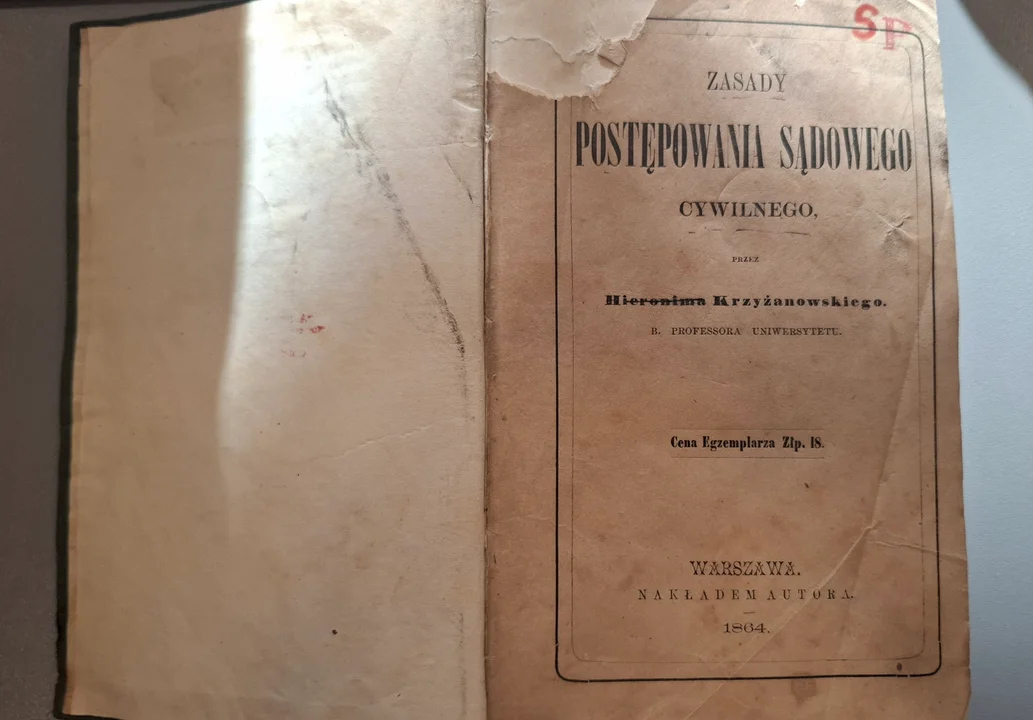 SF
ZASADY
POSTĘPOWANIA SĄDOWEGO
CYWILNEGO,
PRZEZ
Hieronima Krzyżanowskiego.
B. PROFESSORA UNIWERSYTETU.
Cena Egzemplarza Złp. 18.
WARSZAWA.
NAKŁADEM AUTORA.
1864.